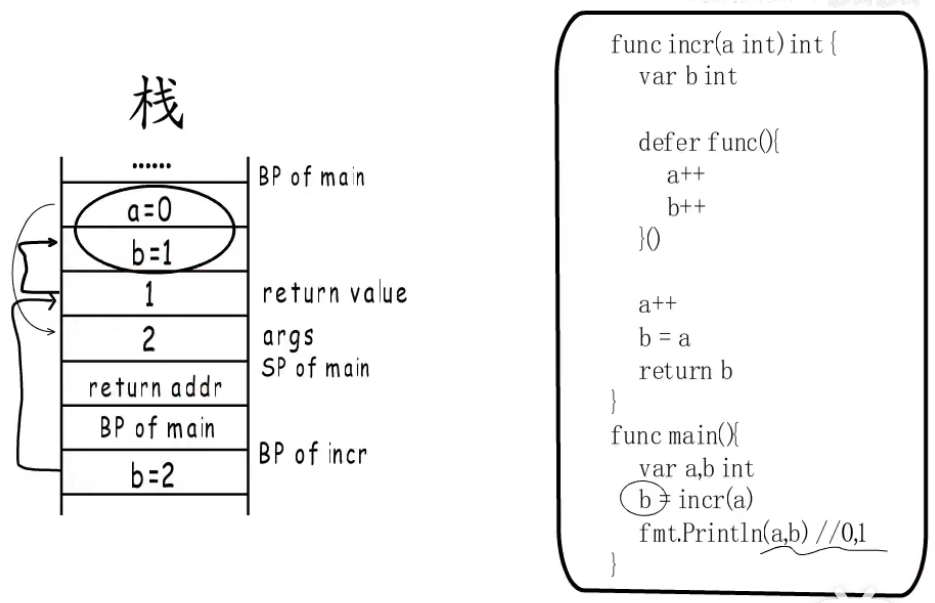 栈
......
BP of main
a=0
b=1
1
return value
2
args
SP of main
return addr
BP of main
BP of incr
b=2
func incr(a int) int {
var b int
defer func(){
a++
b++
}()
a++
b = a
return b
}
func main(){
var a,b int
b = incr(a)
fmt.Println(a,b) //0,1
}